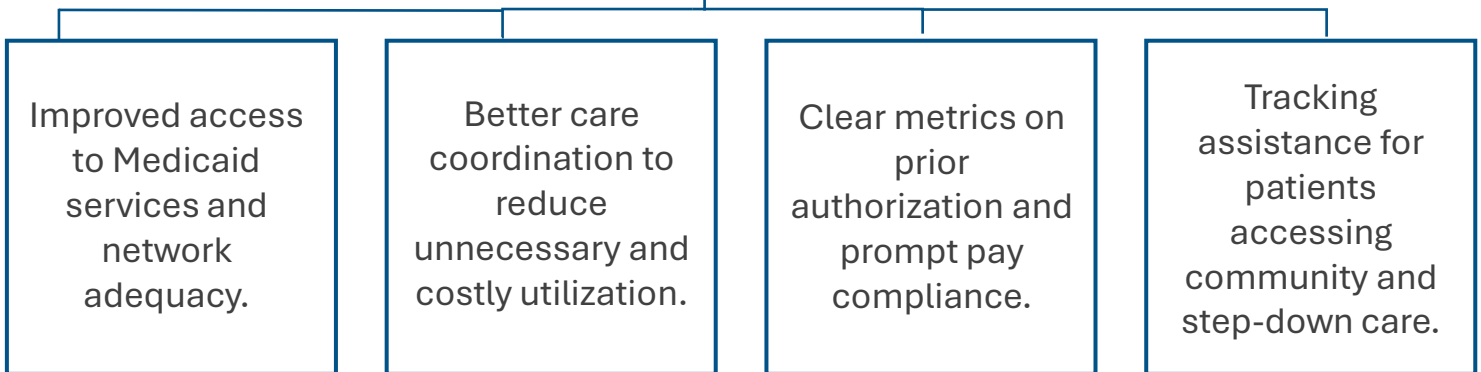 Improved access
to Medicaid
services and
network
adequacy.
Better care
coordination to
reduce
unnecessary and
costly utilization.
Clear metrics on
prior
authorization and
prompt pay
compliance.
Tracking
assistance for
patients
accessing
community and
step-down care.